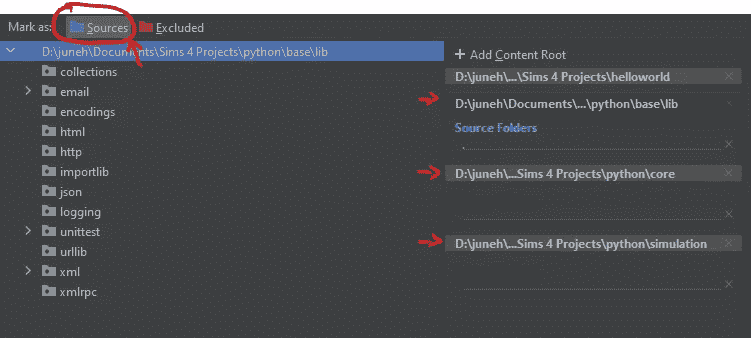 Mark as: Sources Excluded
D:\juneh\Documents\Sims 4 Projects\python\base\lib
collections
email
encodings
html
http
importlib
json
logging
unittest
urllib
xml
xmlrpc
+ Add Content Root
D:\juneh\...\Sims 4 Projects\helloworld
D:\juneh\Documents\...\python\base\lib
Source Folders
.
D:\juneh\...Sims 4 Projects\python\core
D:\juneh\...Sims 4 Projects\python\simulation